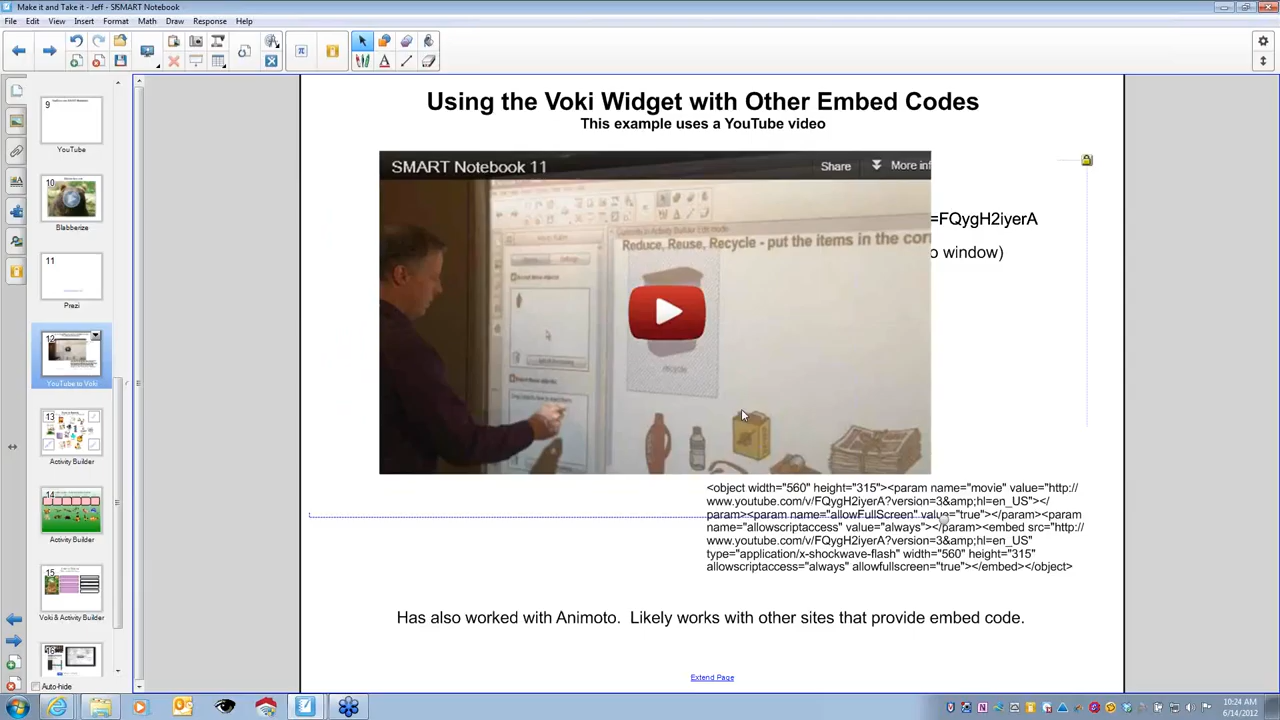 Make it and Take it - Jeff - SMART Notebook
File Edit View Insert Format Math Draw Response Help
9
YouTube
10
Blabberize
11
Prezi
12
YouTube to Voki
13
Activity Builder
14
Activity Builder
15
Voki & Activity Builder
16
Auto-hide
Using the Voki Widget with Other Embed Codes
This example uses a YouTube video
SMART Notebook 11
Share
More inf
Reduce, Reuse, Recycle - put the items in the corr
recycle
=FQygH2iyerA
o window)
<object width="560" height="315"><param name="movie" value="http://
www.youtube.com/v/FQygH2iyerA?version=3&amp;hl=en_US"></
param><param name="allowFullScreen" value="true"></param><param
name="allowscriptaccess" value="always"></param><embed src="http://
www.youtube.com/v/FQygH2iyerA?version=3&amp;hl=en_US"
type="application/x-shockwave-flash" width="560" height="315"
allowscriptaccess="always" allowfullscreen="true"></embed></object>
Has also worked with Animoto.  Likely works with other sites that provide embed code.
Extend Page
10:24 AM
6/14/2012